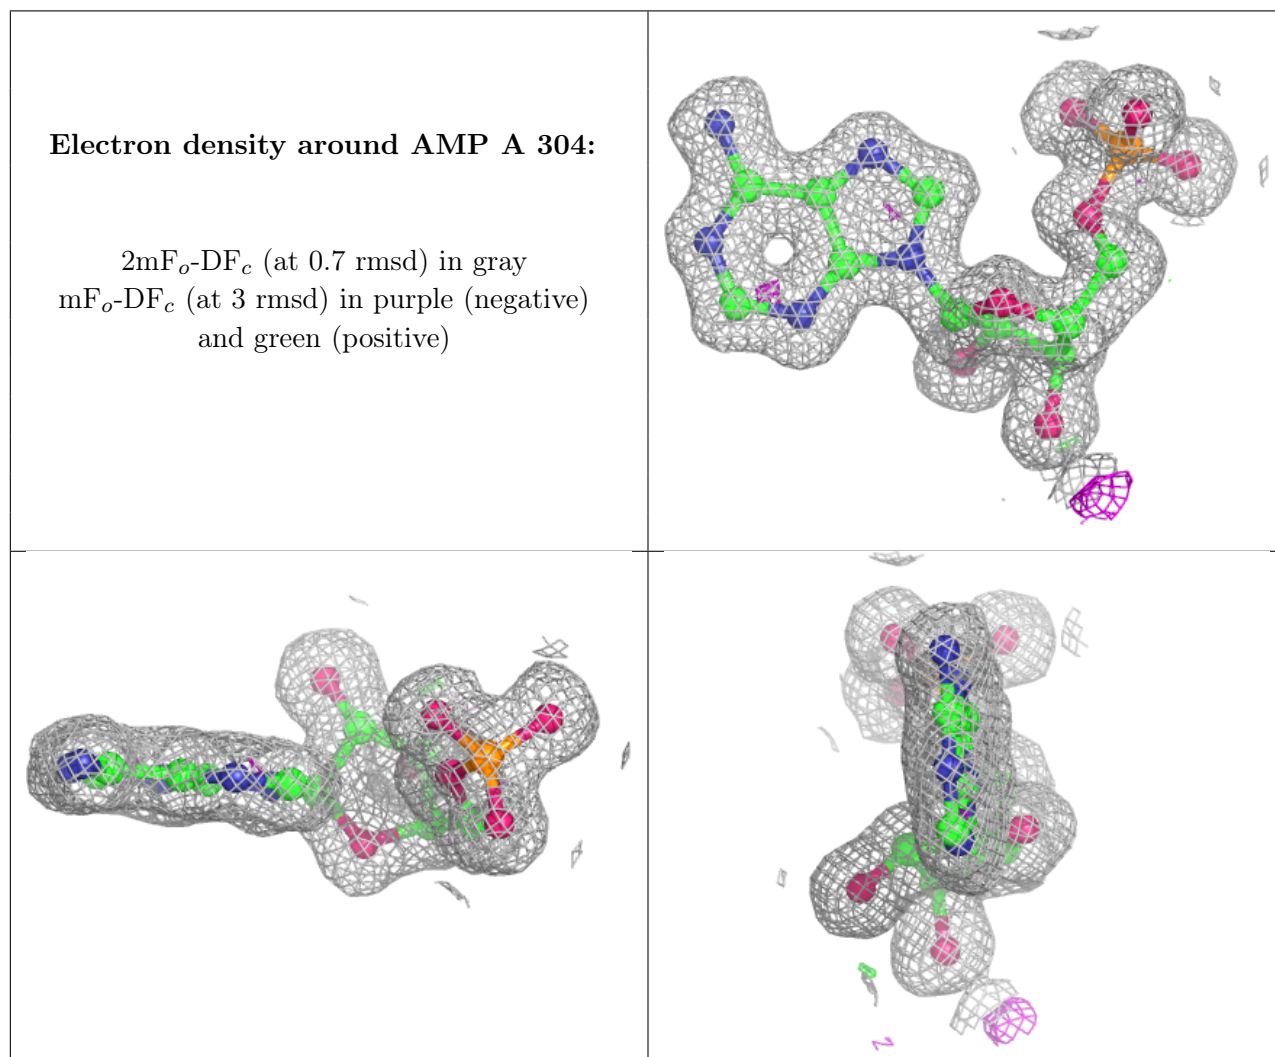 Electron density around AMP A 304:
2mFo-DFc (at 0.7 rmsd) in gray
mFo-DFc (at 3 rmsd) in purple (negative)
and green (positive)